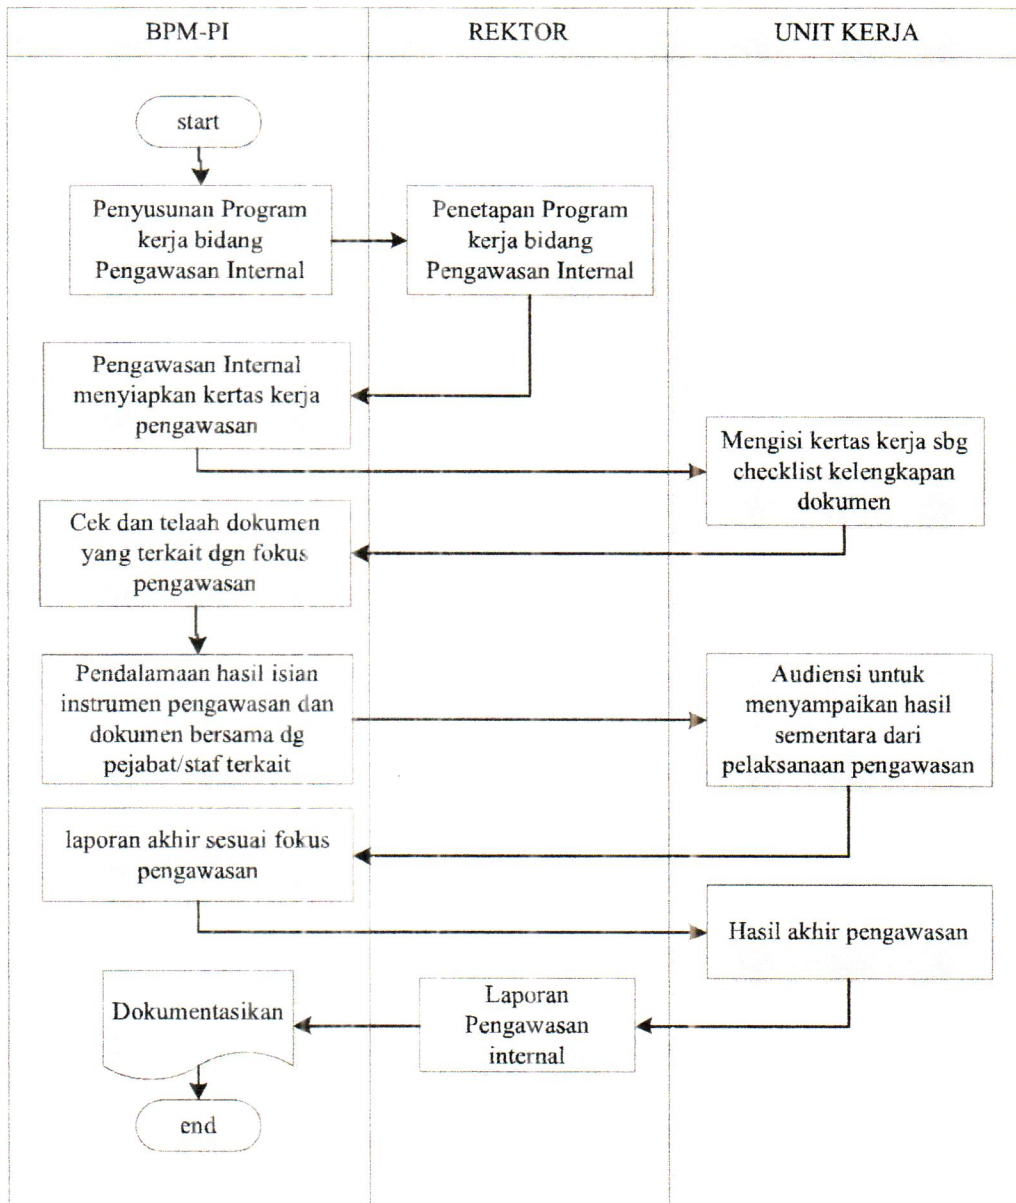 BPM-PI
REKTOR
UNIT KERJA
start
Penyusunan Program
kerja bidang
Pengawasan Internal
Penetapan Program
kerja bidang
Pengawasan Internal
Pengawasan Internal
menyiapkan kertas kerja
pengawasan
Mengisi kertas kerja sbg
checklist kelengkapan
dokumen
Cek dan telaah dokumen
yang terkait dgn fokus
pengawasan
Pendalamaan hasil isian
instrumen pengawasan dan
dokumen bersama dg
pejabat/staf terkait
Audiensi untuk
menyampaikan hasil
sementara dari
pelaksanaan pengawasan
laporan akhir sesuai fokus
pengawasan
Hasil akhir pengawasan
Laporan
Pengawasan
internal
Dokumentasikan
end